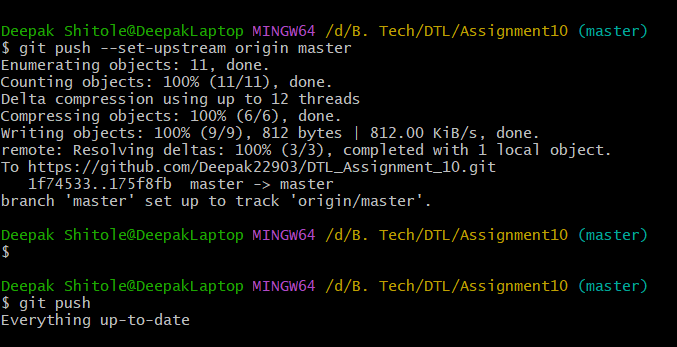 Deepak Shitole@DeepakLaptop MINGW64 /d/B. Tech/DTL/Assignment10 (master)
$ git push --set-upstream origin master
Enumerating objects: 11, done.
Counting objects: 100% (11/11), done.
Delta compression using up to 12 threads
Compressing objects: 100% (6/6), done.
Writing objects: 100% (9/9), 812 bytes | 812.00 KiB/s, done.
remote: Resolving deltas: 100% (3/3), completed with 1 local object.
To https://github.com/Deepak22903/DTL_Assignment_10.git
   1f74533..175f8fb  master -> master
branch 'master' set up to track 'origin/master'.
Deepak Shitole@DeepakLaptop MINGW64 /d/B. Tech/DTL/Assignment10 (master)
$
Deepak Shitole@DeepakLaptop MINGW64 /d/B. Tech/DTL/Assignment10 (master)
$ git push
Everything up-to-date